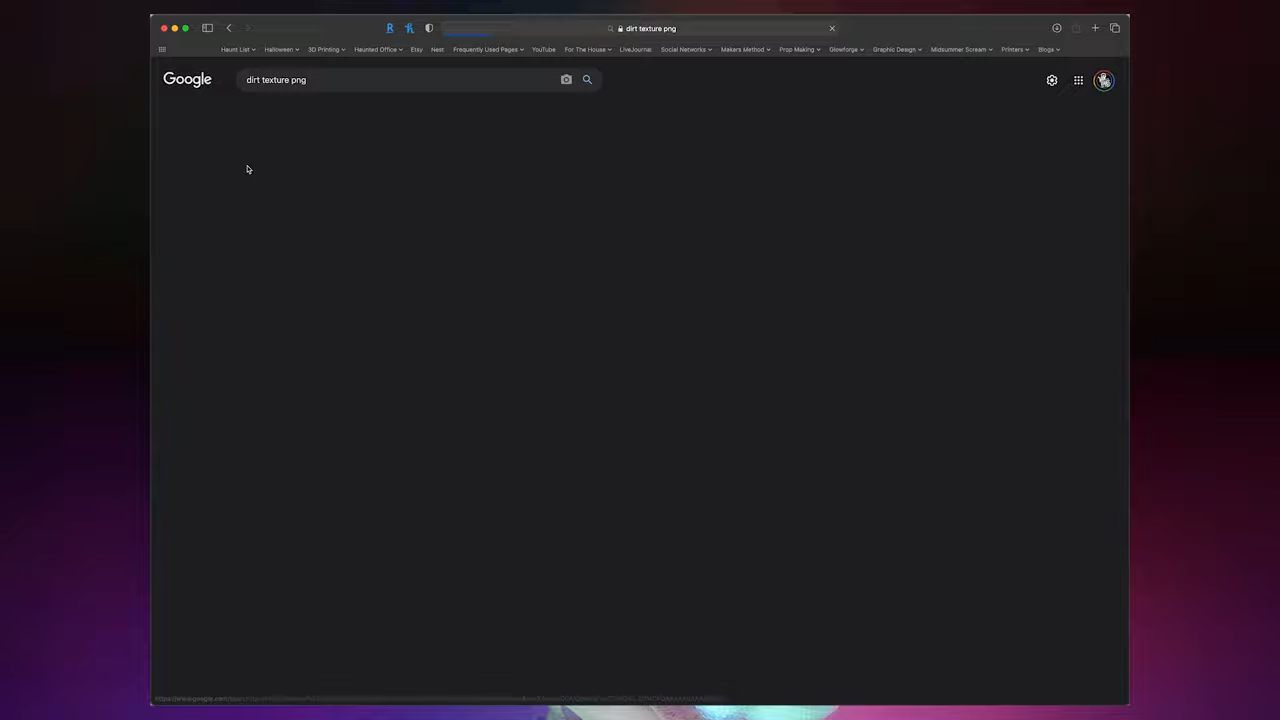 dirt texture png
Haunt List Halloween 3D Printing Haunted Office Etsy Nest Frequently Used Pages YouTube For The House LiveJournal Social Networks Makers Method Prop Making Glowforge Graphic Design Midsummer Scream Printers Blogs
Google dirt texture png